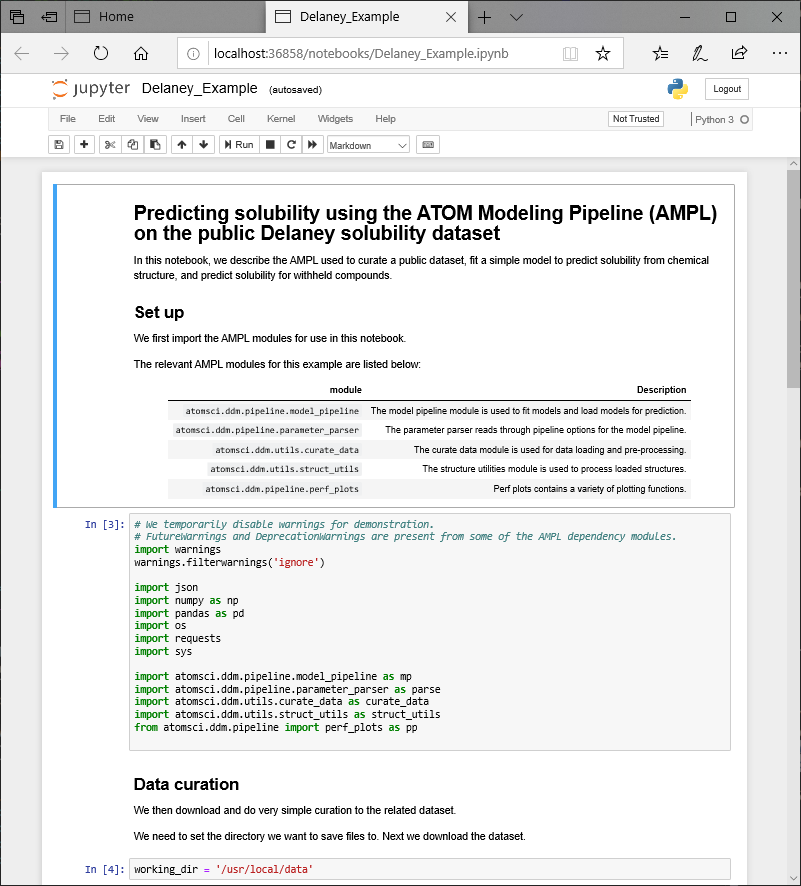 Home
Delaney_Example
localhost:36858/notebooks/Delaney_Example.ipynb
jupyter Delaney_Example (autosaved)
Logout
File Edit View Insert Cell Kernel Widgets Help
Not Trusted
Python 3
Run
Markdown
Predicting solubility using the ATOM Modeling Pipeline (AMPL)
on the public Delaney solubility dataset
In this notebook, we describe the AMPL used to curate a public dataset, fit a simple model to predict solubility from chemical
structure, and predict solubility for withheld compounds.
Set up
We first import the AMPL modules for use in this notebook.
The relevant AMPL modules for this example are listed below:
module Description
atomsci.ddm.pipeline.model_pipeline The model pipeline module is used to fit models and load models for prediction.
atomsci.ddm.pipeline.parameter_parser The parameter parser reads through pipeline options for the model pipeline.
atomsci.ddm.utils.curate_data The curate data module is used for data loading and pre-processing.
atomsci.ddm.utils.struct_utils The structure utilities module is used to process loaded structures.
atomsci.ddm.pipeline.perf_plots Perf plots contains a variety of plotting functions.
In [3]: # We temporarily disable warnings for demonstration.
# FutureWarnings and DeprecationWarnings are present from some of the AMPL dependency modules.
import warnings
warnings.filterwarnings('ignore')
import json
import numpy as np
import pandas as pd
import os
import requests
import sys
import atomsci.ddm.pipeline.model_pipeline as mp
import atomsci.ddm.pipeline.parameter_parser as parse
import atomsci.ddm.utils.curate_data as curate_data
import atomsci.ddm.utils.struct_utils as struct_utils
from atomsci.ddm.pipeline import perf_plots as pp
Data curation
We then download and do very simple curation to the related dataset.
We need to set the directory we want to save files to. Next we download the dataset.
In [4]: working_dir = '/usr/local/data'